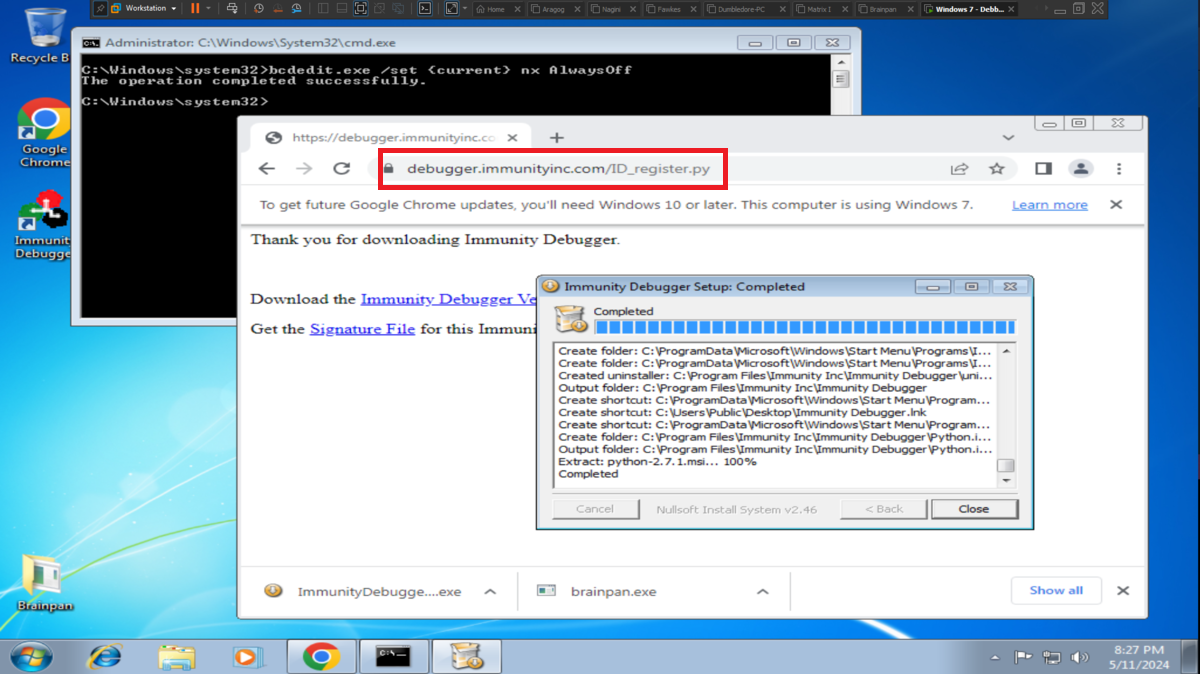 Workstation
Home
Aragog
Nagini
Fawkes
Dumbledore-PC
Matrix I
Brainpan
Windows 7 - Debb...
Recycle B
Administrator: C:\Windows\System32\cmd.exe
C:\Windows\system32>bcdedit.exe /set {current} nx AlwaysOff
The operation completed successfully.
C:\Windows\system32>
Google
Chrome
Immunit
Debugge
https://debugger.immunityinc.co
debugger.immunityinc.com/ID_register.py
To get future Google Chrome updates, you'll need Windows 10 or later. This computer is using Windows 7.
Learn more
Thank you for downloading Immunity Debugger.
Download the Immunity Debugger Ve
Get the Signature File for this Immuni
Immunity Debugger Setup: Completed
Completed
Create folder: C:\ProgramData\Microsoft\Windows\Start Menu\Programs\I...
Create folder: C:\ProgramData\Microsoft\Windows\Start Menu\Programs\I...
Created uninstaller: C:\Program Files\Immunity Inc\Immunity Debugger\uni...
Output folder: C:\Program Files\Immunity Inc\Immunity Debugger
Create shortcut: C:\ProgramData\Microsoft\Windows\Start Menu\Program...
Create shortcut: C:\Users\Public\Desktop\Immunity Debugger.lnk
Create shortcut: C:\ProgramData\Microsoft\Windows\Start Menu\Program...
Create folder: C:\Program Files\Immunity Inc\Immunity Debugger\Python.i...
Output folder: C:\Program Files\Immunity Inc\Immunity Debugger\Python.i...
Extract: python-2.7.1.msi... 100%
Completed
Cancel
Nullsoft Install System v2.46
< Back
Close
Brainpan
ImmunityDebugge....exe
brainpan.exe
Show all
8:27 PM
5/11/2024